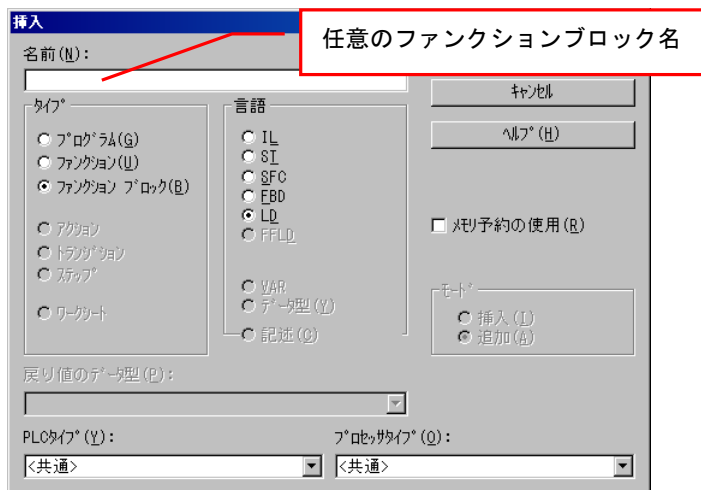 挿入
任意のファンクションブロック名
名前(N):
キャンセル
ヘルプ(H)
タイプ
プログラム(G)
ファンクション(U)
ファンクション ブロック(B)
アクション
トランジション
ステップ
ワークシート
言語
IL
ST
SFC
FBD
LD
FFLD
VAR
データ型(Y)
記述(C)
メモリ予約の使用(R)
モード
挿入(I)
追加(A)
戻り値のデータ型(P):
PLCタイプ(Y):
<共通>
プロセッサタイプ(O):
<共通>